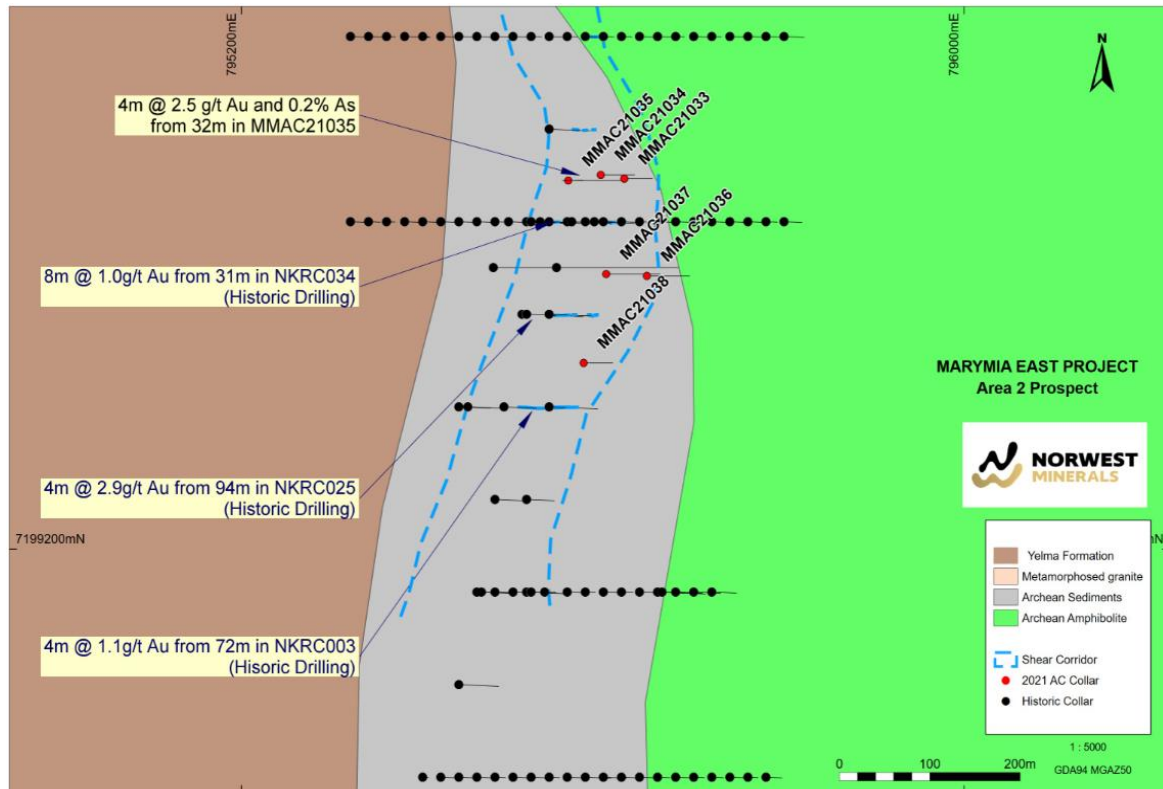 795200mE
796000mE
N
4m @ 2.5 g/t Au and 0.2% As
from 32m in MMAC21035
MMAC21035
MMAC21034
MMAC21033
8m @ 1.0g/t Au from 31m in NKRC034
(Historic Drilling)
MMAC21037
MMAC21036
MMAC21038
MARYMIA EAST PROJECT
Area 2 Prospect
NORWEST
MINERALS
4m @ 2.9g/t Au from 94m in NKRC025
(Historic Drilling)
7199200mN
mN
4m @ 1.1g/t Au from 72m in NKRC003
(Hisoric Drilling)
Yelma Formation
Metamorphosed granite
Archean Sediments
Archean Amphibolite
Shear Corridor
2021 AC Collar
Historic Collar
1 : 5000
GDA94 MGAZ50
0 100 200m